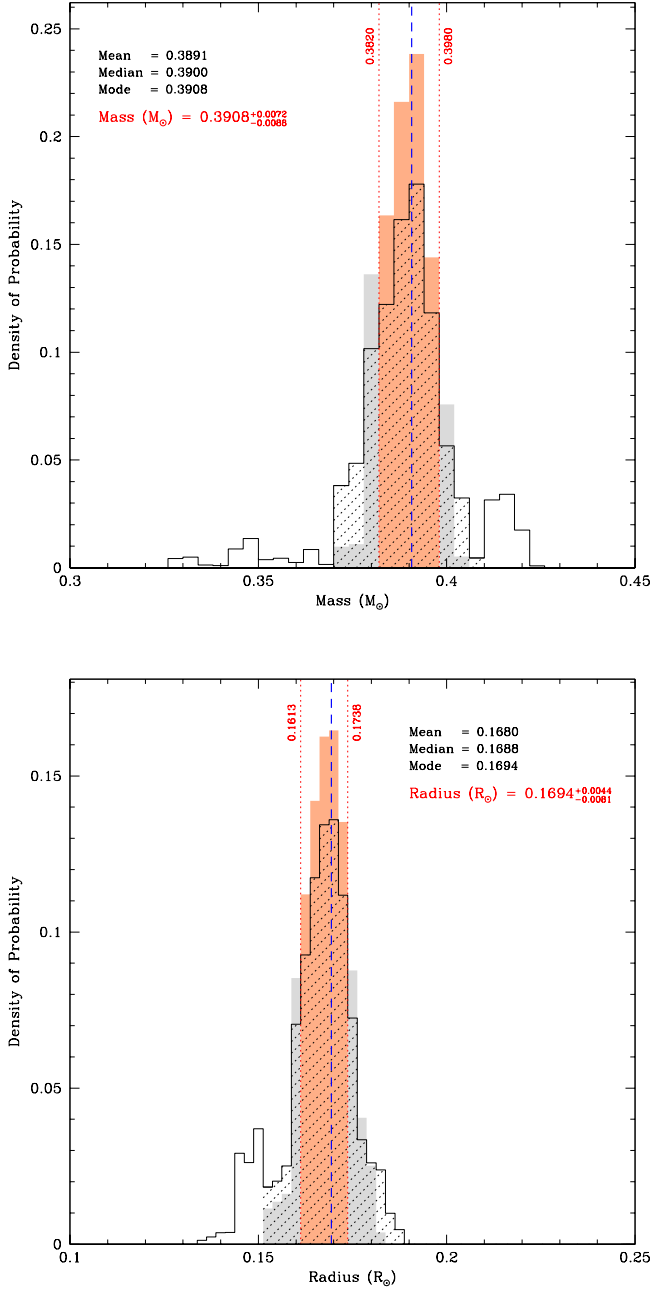 0.3820
0.3980
Mean = 0.3891
Median = 0.3900
Mode = 0.3908
Mass (M☉) = 0.3908 +0.0072 −0.0088
0.25
0.2
0.15
0.1
0.05
0
Density of Probability
0.3
0.35
0.4
0.45
Mass (M☉)
0.1613
0.1738
Mean = 0.1680
Median = 0.1688
Mode = 0.1694
Radius (R☉) = 0.1694 +0.0044 −0.0081
0.15
0.1
0.05
0
Density of Probability
0.1
0.15
0.2
0.25
Radius (R☉)